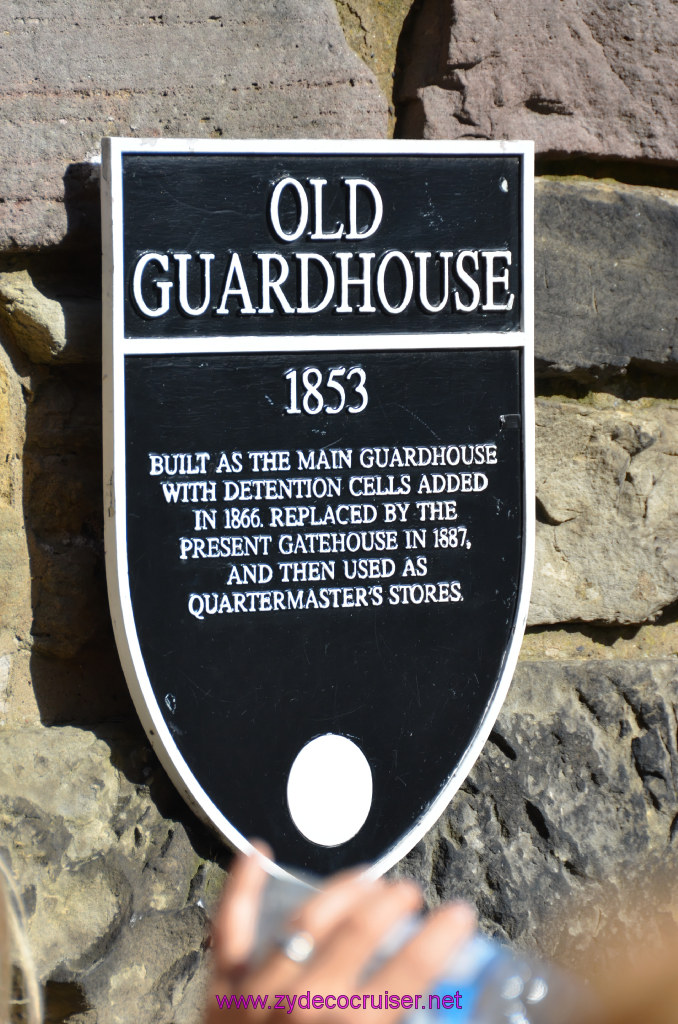 OLD
GUARDHOUSE
1853
BUILT AS THE MAIN GUARDHOUSE
WITH DETENTION CELLS ADDED
IN 1866. REPLACED BY THE
PRESENT GATEHOUSE IN 1887,
AND THEN USED AS
QUARTERMASTER'S STORES.
www.zydecocruiser.net